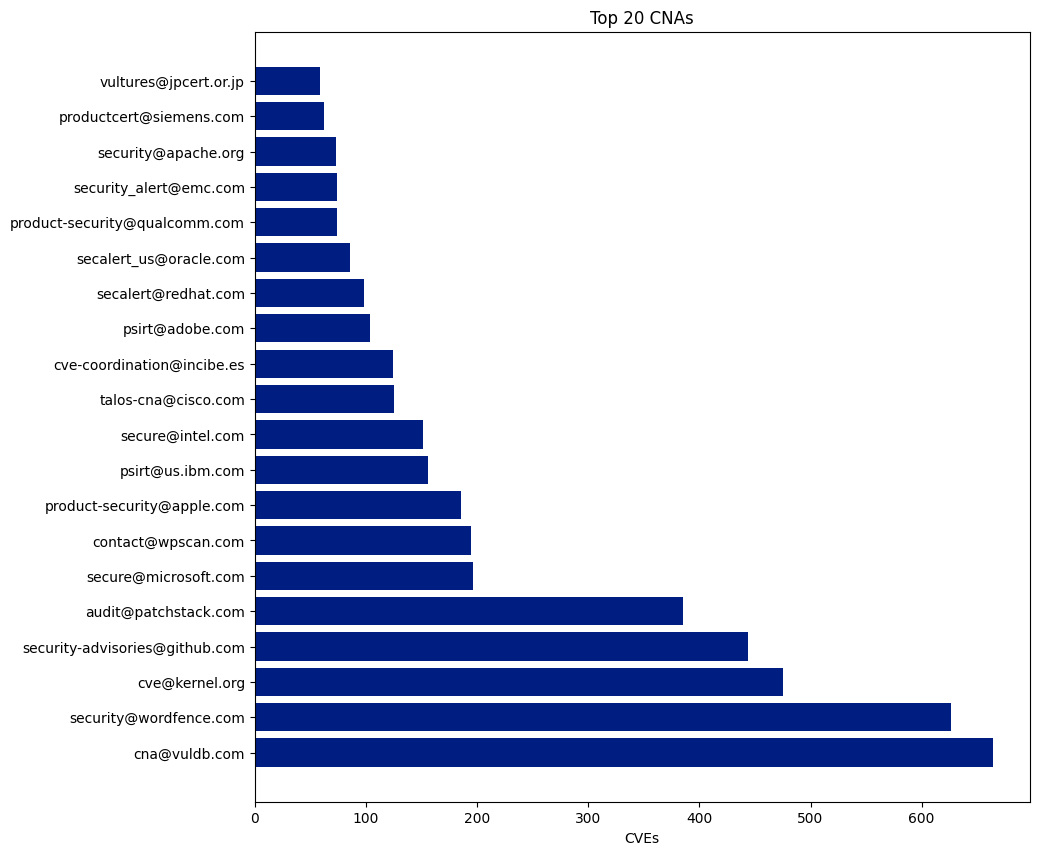 Top 20 CNAs
vultures@jpcert.or.jp
productcert@siemens.com
security@apache.org
security_alert@emc.com
product-security@qualcomm.com
secalert_us@oracle.com
secalert@redhat.com
psirt@adobe.com
cve-coordination@incibe.es
talos-cna@cisco.com
secure@intel.com
psirt@us.ibm.com
product-security@apple.com
contact@wpscan.com
secure@microsoft.com
audit@patchstack.com
security-advisories@github.com
cve@kernel.org
security@wordfence.com
cna@vuldb.com
0 100 200 300 400 500 600
CVEs